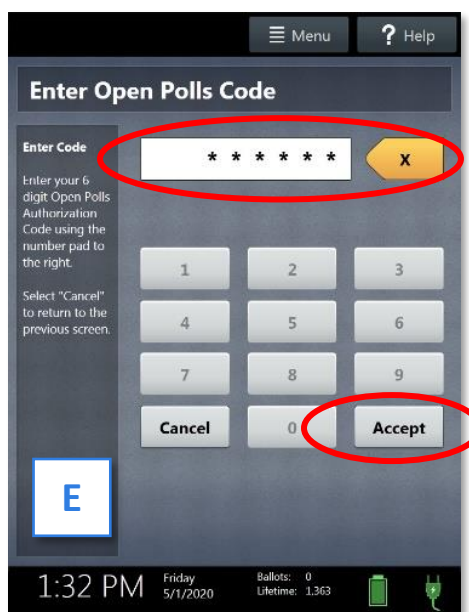 Menu
? Help
Enter Open Polls Code
Enter Code
Enter your 6
digit Open Polls
Authorization
Code using the
number pad to
the right.
Select "Cancel"
to return to the
previous screen.
* * * * * *
X
1 2 3
4 5 6
7 8 9
Cancel 0 Accept
E
1:32 PM
Friday
5/1/2020
Ballots: 0
Lifetime: 1,363